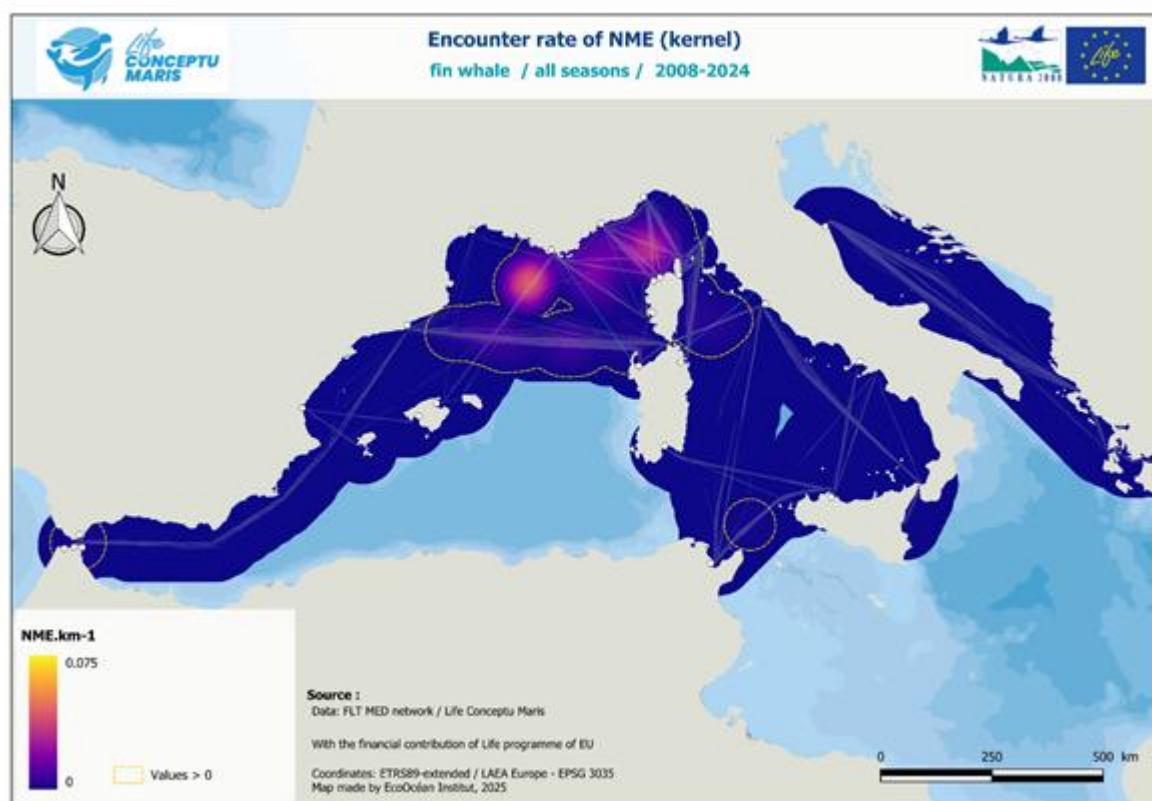 Life
CONCEPTU
MARIS
Encounter rate of NME (kernel)
fin whale / all seasons / 2008-2024
NATURA 2000
Life
N
NME.km-1
0.075
0
Values > 0
Source :
Data: FLT MED network / Life Conceptu Maris
With the financial contribution of Life programme of EU
Coordinates: ETRS89-extended / LAEA Europe - EPSG 3035
Map made by EcoOcéan Institut, 2025
0 250 500 km